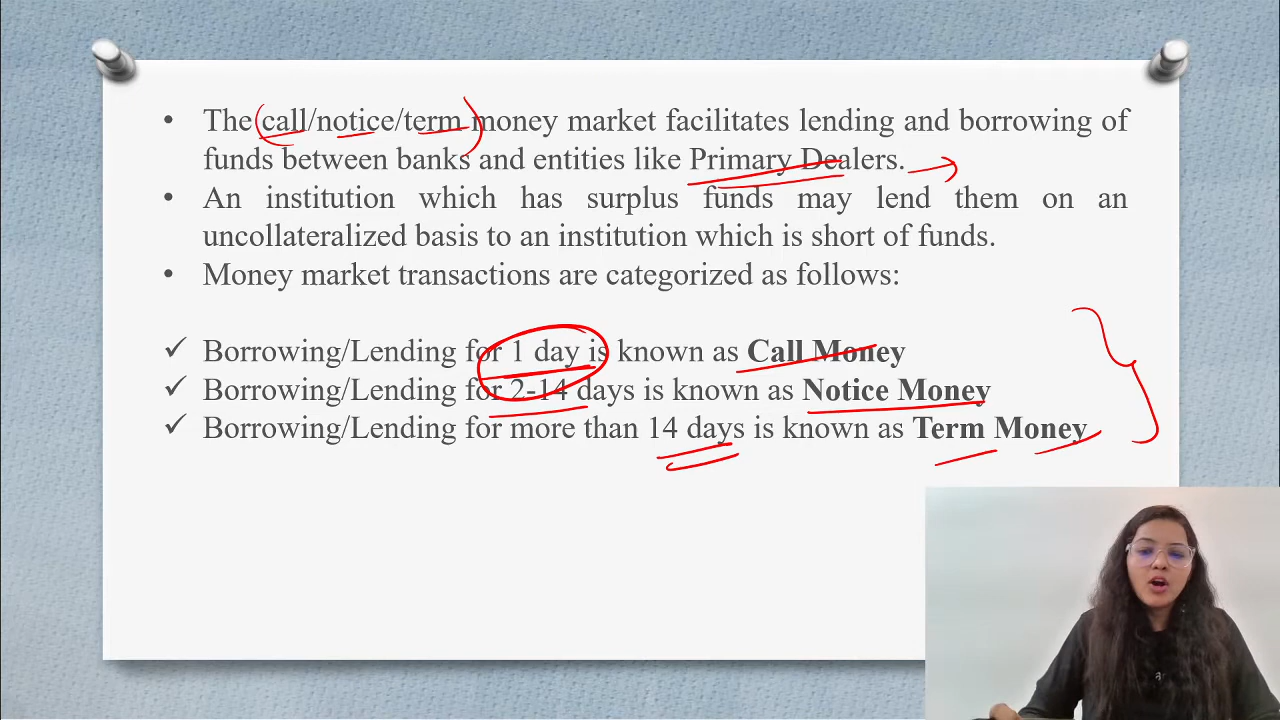 • The call/notice/term money market facilitates lending and borrowing of
funds between banks and entities like Primary Dealers.
• An institution which has surplus funds may lend them on an
uncollateralized basis to an institution which is short of funds.
• Money market transactions are categorized as follows:
✓ Borrowing/Lending for 1 day is known as Call Money
✓ Borrowing/Lending for 2-14 days is known as Notice Money
✓ Borrowing/Lending for more than 14 days is known as Term Money